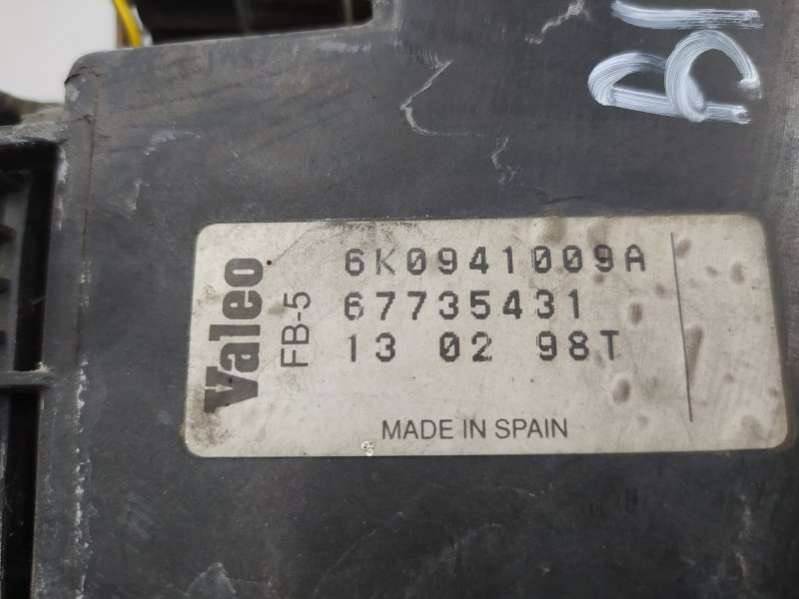 Valeo
FB-5
6K0941009A
67735431
13 02 98T
MADE IN SPAIN